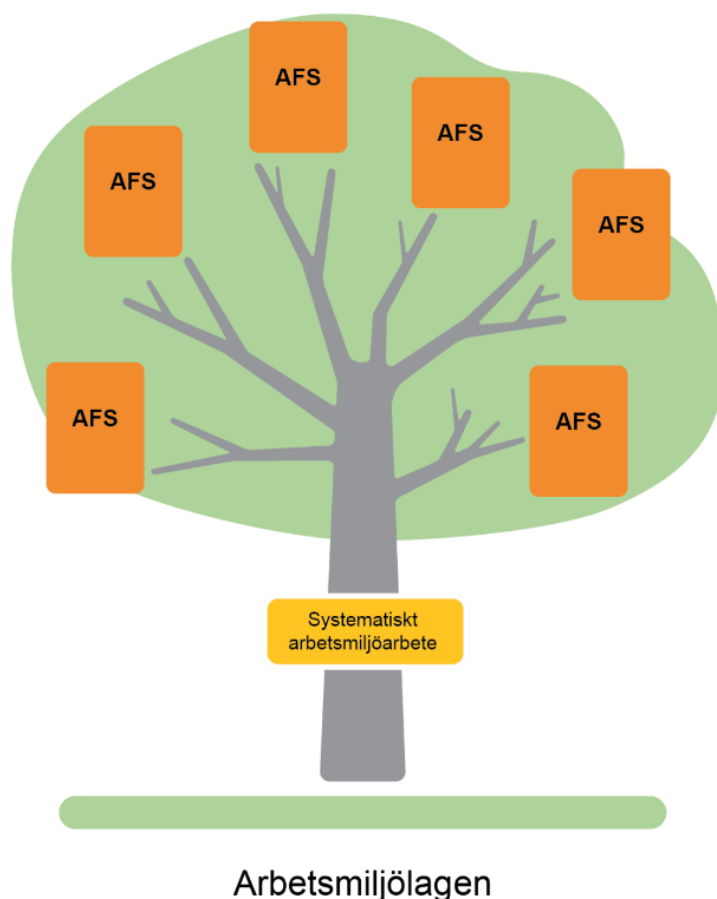 AFS
AFS
AFS
AFS
AFS
AFS
Systematiskt
arbetsmiljöarbete
Arbetsmiljölagen